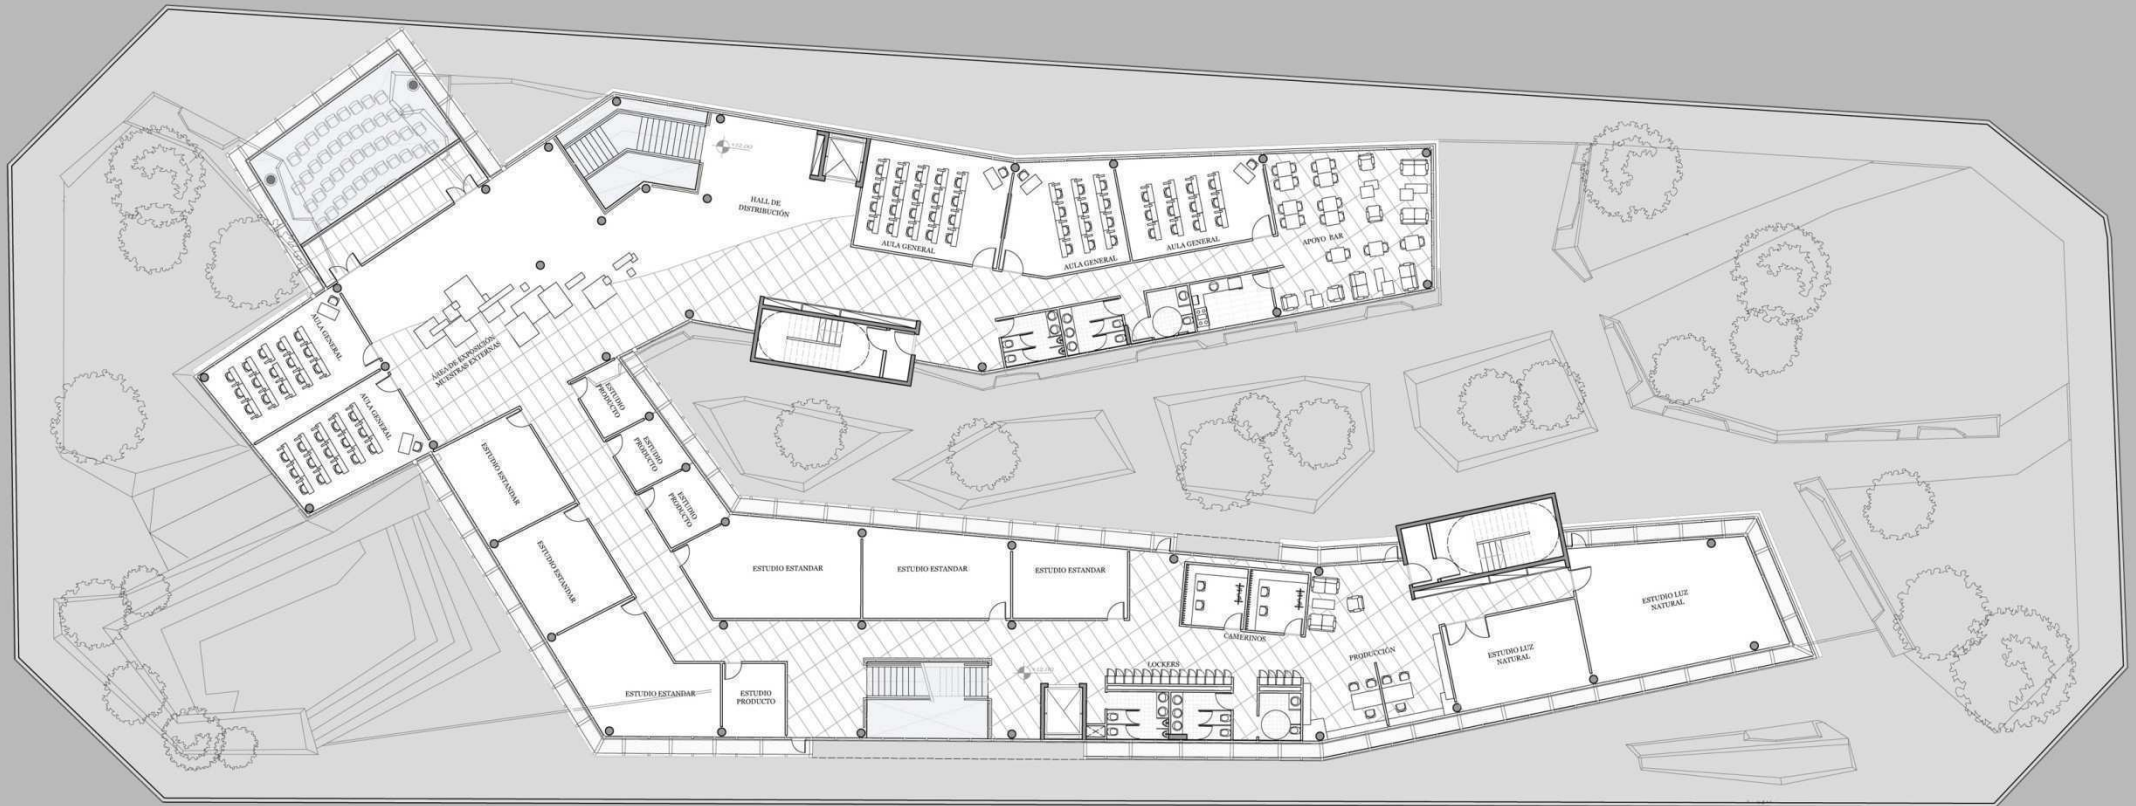 HALL DE
DISTRIBUCIÓN
AULA GENERAL
AULA GENERAL
AULA GENERAL
APOYO BAR
AULA GENERAL
ÁREA DE EXPOSICIÓN
MUESTRAS EXTERNAS
AULA GENERAL
ESTUDIO
PRODUCTO
ESTUDIO
PRODUCTO
ESTUDIO
PRODUCTO
ESTUDIO ESTANDAR
ESTUDIO ESTANDAR
ESTUDIO ESTANDAR
ESTUDIO ESTANDAR
ESTUDIO ESTANDAR
ESTUDIO ESTANDAR
ESTUDIO
PRODUCTO
CAMERINOS
LOCKERS
PRODUCCIÓN
ESTUDIO LUZ
NATURAL
ESTUDIO LUZ
NATURAL